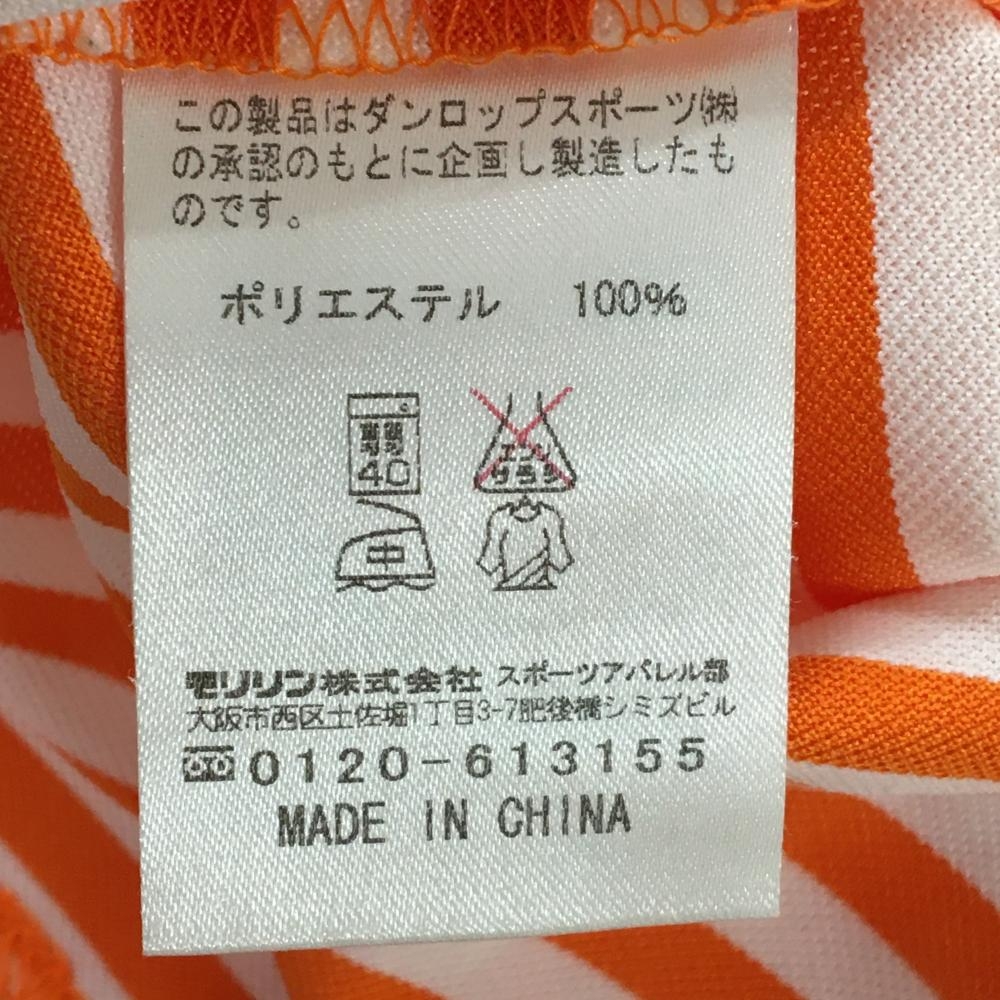 この製品はダンロップスポーツ㈱
の承認のもとに企画し製造したも
のです。
ポリエステル 100%
40
エンソサラシ
中
モリリン株式会社 スポーツアパレル部
大阪市西区土佐堀1丁目3-7肥後橋シミズビル
0120-613155
MADE IN CHINA